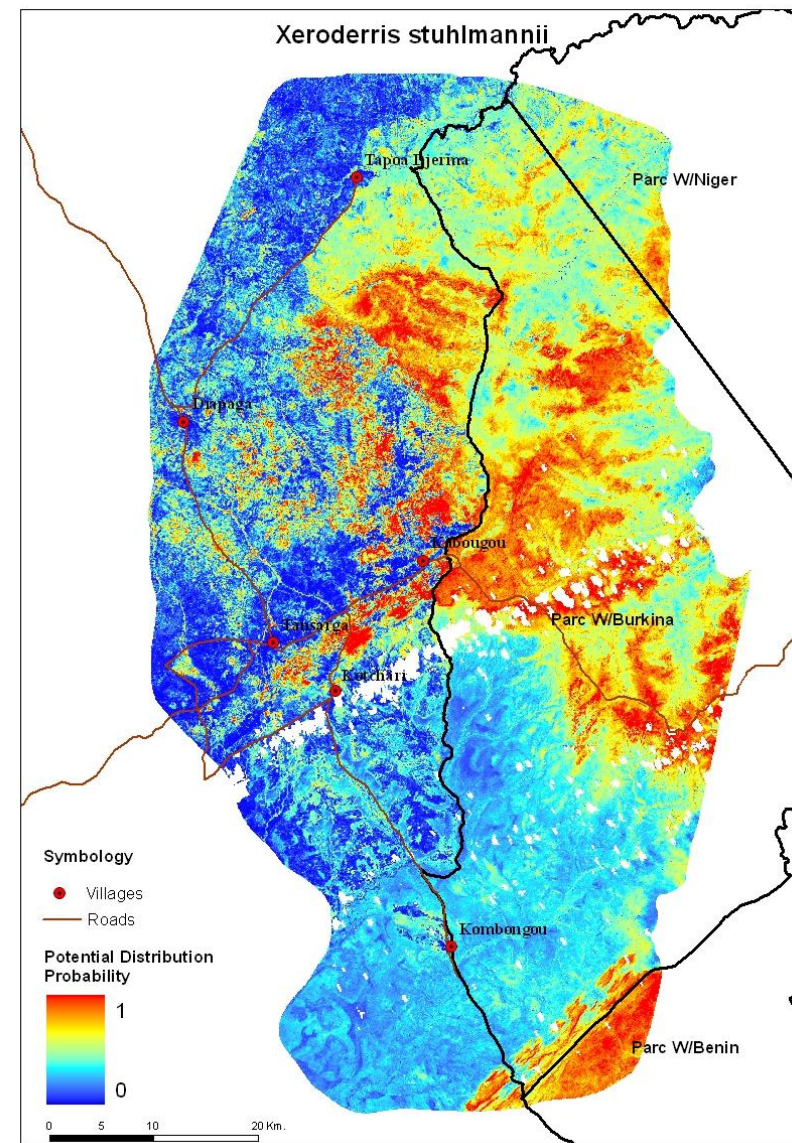 Xeroderris stuhlmannii
Tapoa Djerma
Parc W/Niger
Diapaga
Kabougou
Parc W/Burkina
Tansarga
Kotchari
Symbology
Villages
Roads
Kombongou
Potential Distribution
Probability
1
0
Parc W/Benin
0 5 10 20 Km.